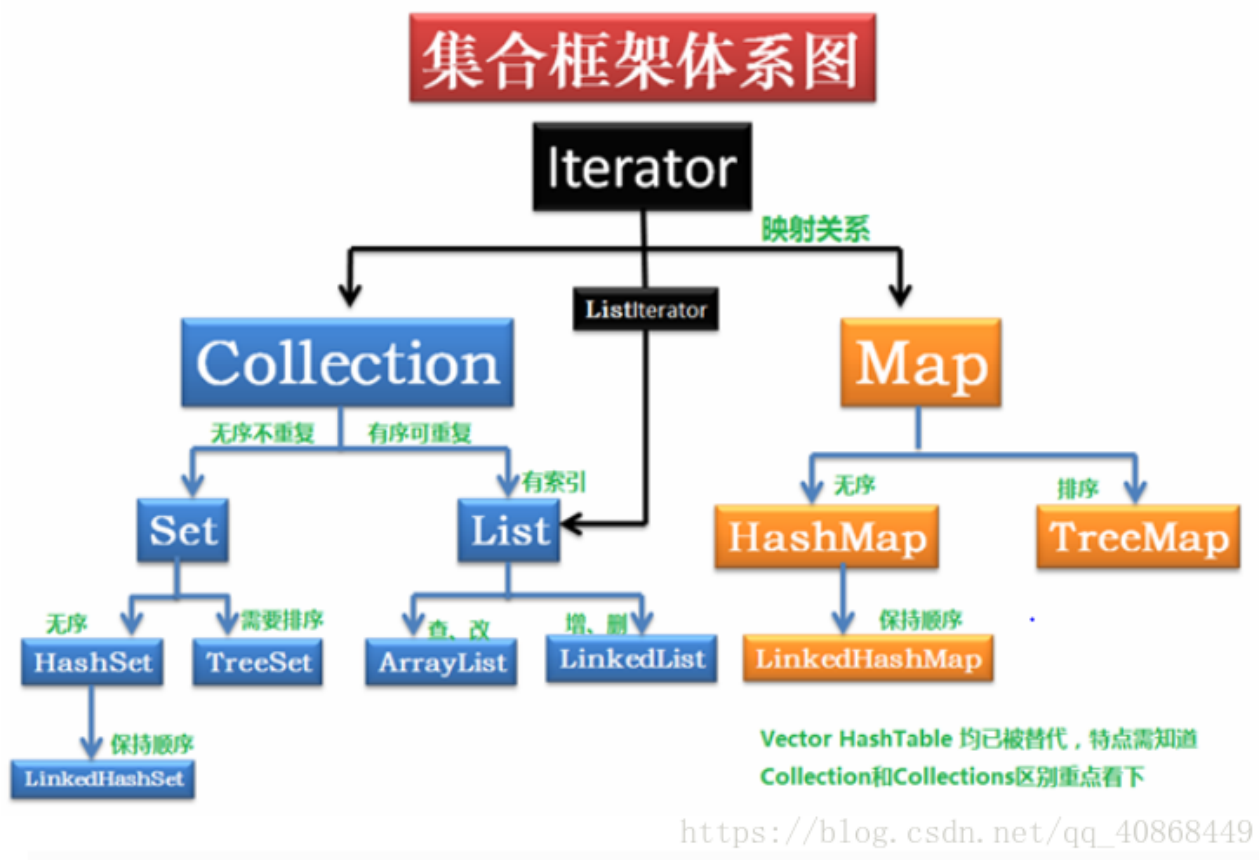 集合框架体系图
Iterator
映射关系
ListIterator
Collection
Map
无序不重复
有序可重复
有索引
无序
排序
Set
List
HashMap
TreeMap
无序
需要排序
查、改
增、删
保持顺序
HashSet
TreeSet
ArrayList
LinkedList
LinkedHashMap
保持顺序
LinkedHashSet
Vector HashTable 均已被替代，特点需知道
Collection和Collections区别重点看下
https://blog.csdn.net/qq_40868449